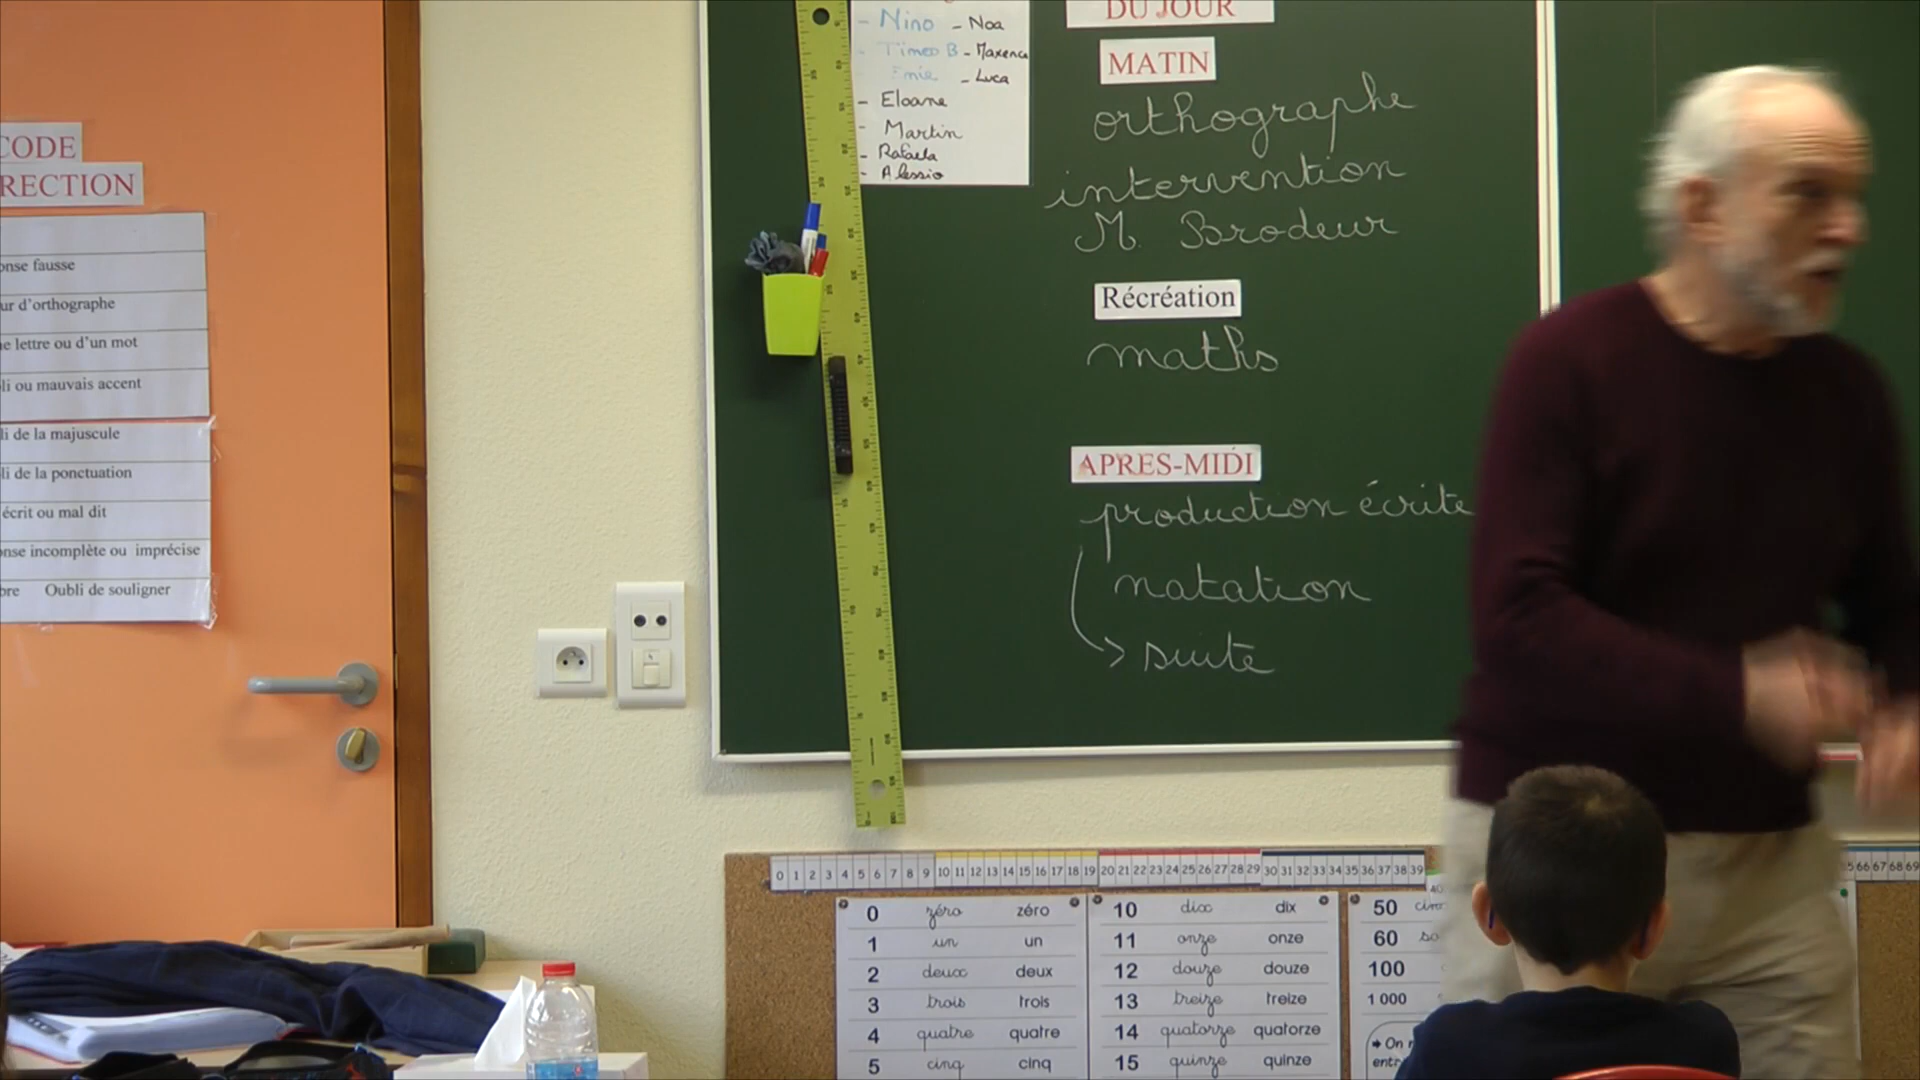 CODE
RECTION
onse fausse
ur d'orthographe
e lettre ou d'un mot
li ou mauvais accent
li de la majuscule
li de la ponctuation
écrit ou mal dit
onse incomplète ou imprécise
bre Oubli de souligner
- Nino - Noa
- Timeo B - Maxence
Emie - Luca
- Eloane
- Martin
- Rafaela
- Alessio
DU JOUR
MATIN
orthographe
intervention
M. Brodeur
Récréation
maths
APRES-MIDI
production écrite
natation
→ suite
0 1 2 3 4 5 6 7 8 9 10 11 12 13 14 15 16 17 18 19 20 21 22 23 24 25 26 27 28 29 30 31 32 33 34 35 36 37 38 39
66 67 68 69
0 zéro zéro
1 un un
2 deux deux
3 trois trois
4 quatre quatre
5 cinq cinq
10 dix dix
11 onze onze
12 douze douze
13 treize treize
14 quatorze quatorze
15 quinze quinze
50
60
100
1 000
→ On
entr